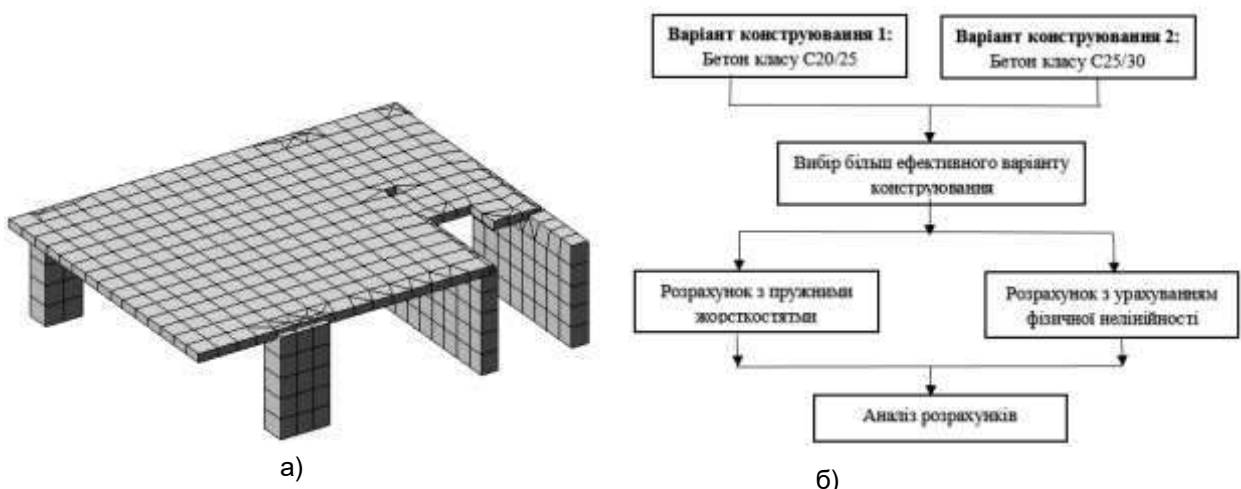 Варіант конструювання 1:
Бетон класу С20/25
Варіант конструювання 2:
Бетон класу С25/30
Вибір більш ефективного варіанту
конструювання
Розрахунок з пружними
жорсткостятми
Розрахунок з урахуванням
фізичної нелінійності
Аналіз розрахунків
а)
б)